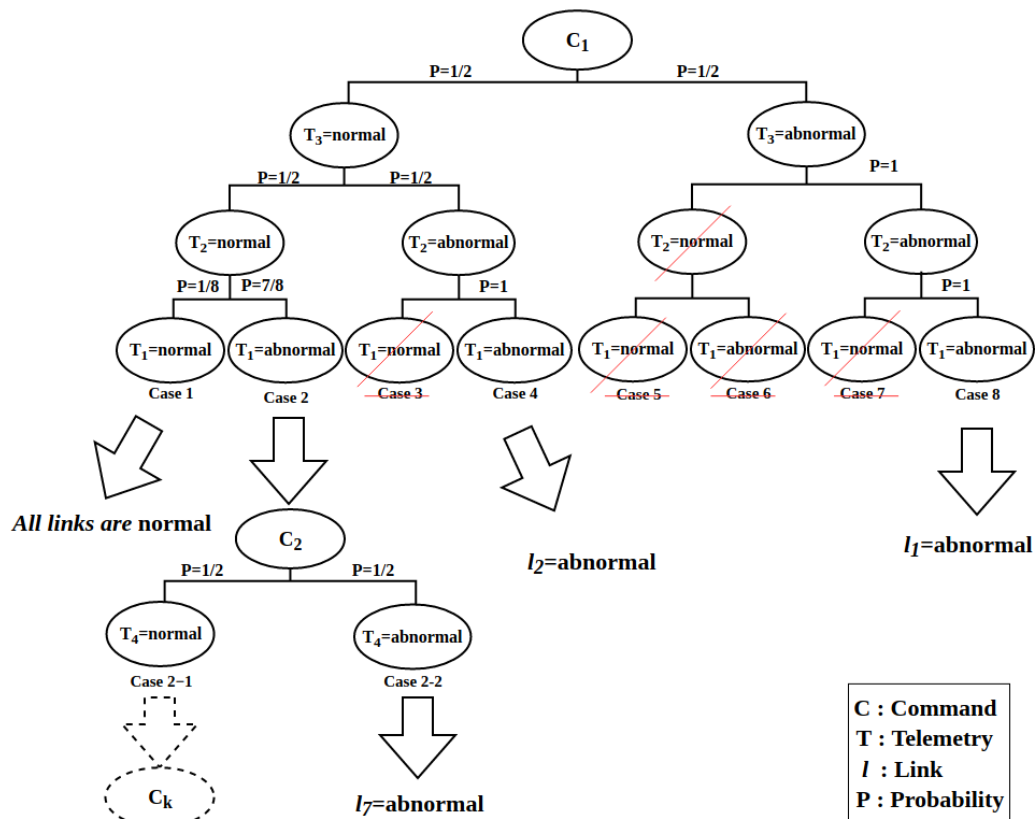 C1
P=1/2 P=1/2
T3=normal T3=abnormal
P=1/2 P=1/2 P=1
T2=normal T2=abnormal T2=normal T2=abnormal
P=1/8 P=7/8 P=1 P=1
T1=normal T1=abnormal T1=normal T1=abnormal T1=normal T1=abnormal T1=normal T1=abnormal
Case 1 Case 2 Case 3 Case 4 Case 5 Case 6 Case 7 Case 8
All links are normal
C2
l2=abnormal
l1=abnormal
P=1/2 P=1/2
T4=normal T4=abnormal
Case 2−1 Case 2-2
Ck
l7=abnormal
C : Command
T : Telemetry
l : Link
P : Probability